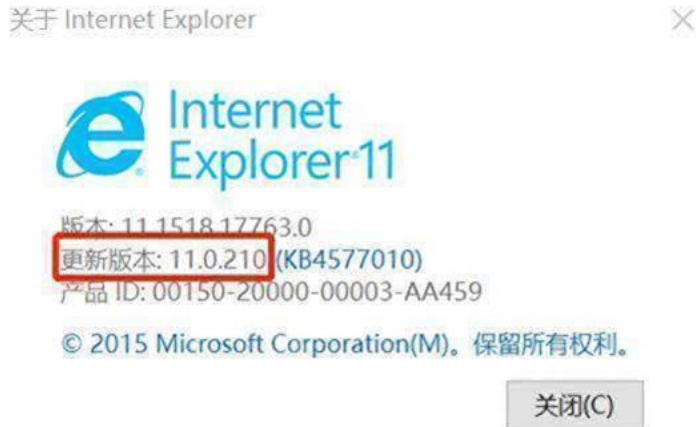 关于 Internet Explorer
Internet
Explorer 11
版本: 11.1518.17763.0
更新版本: 11.0.210 (KB4577010)
产品 ID: 00150-20000-00003-AA459
© 2015 Microsoft Corporation(M)。保留所有权利。
关闭(C)